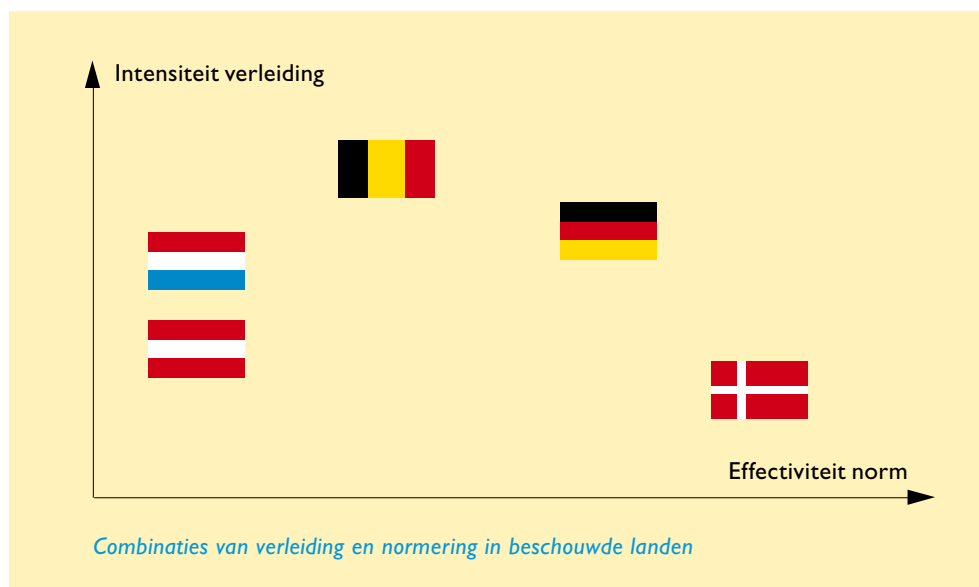 Intensiteit verleiding
Effectiviteit norm
Combinaties van verleiding en normering in beschouwde landen